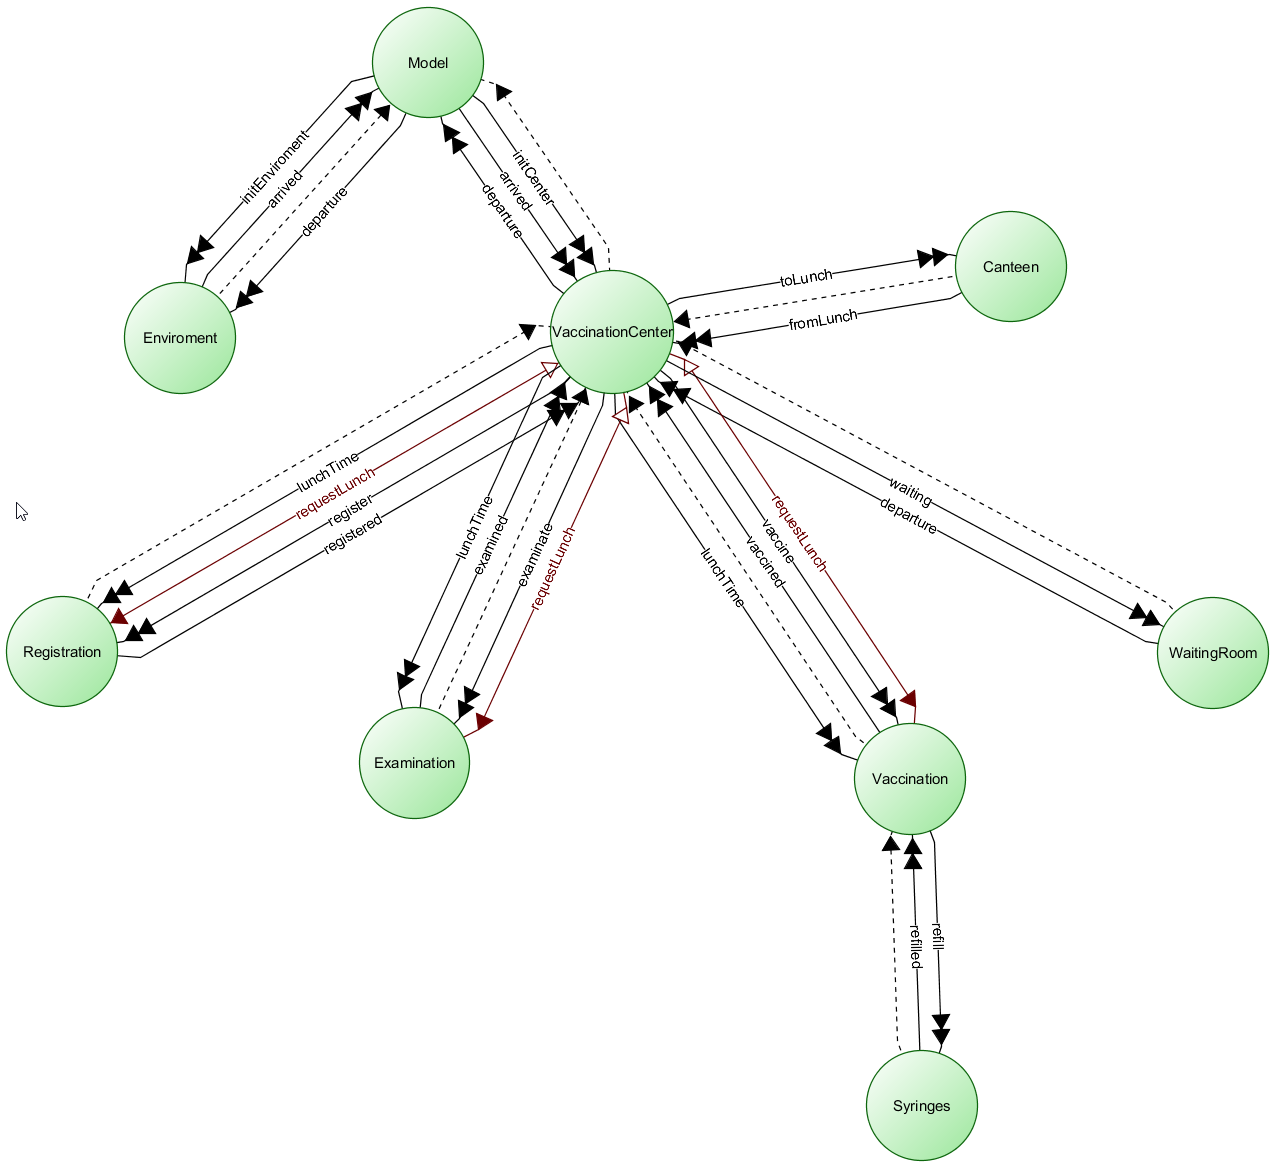 Model
initEnviroment
arrived
departure
initCenter
arrived
departure
Enviroment
VaccinationCenter
toLunch
fromLunch
Canteen
lunchTime
requestLunch
register
registered
lunchTime
examined
examinate
requestLunch
lunchTime
vaccined
vaccine
requestLunch
waiting
departure
Registration
Examination
Vaccination
WaitingRoom
refilled
refill
Syringes